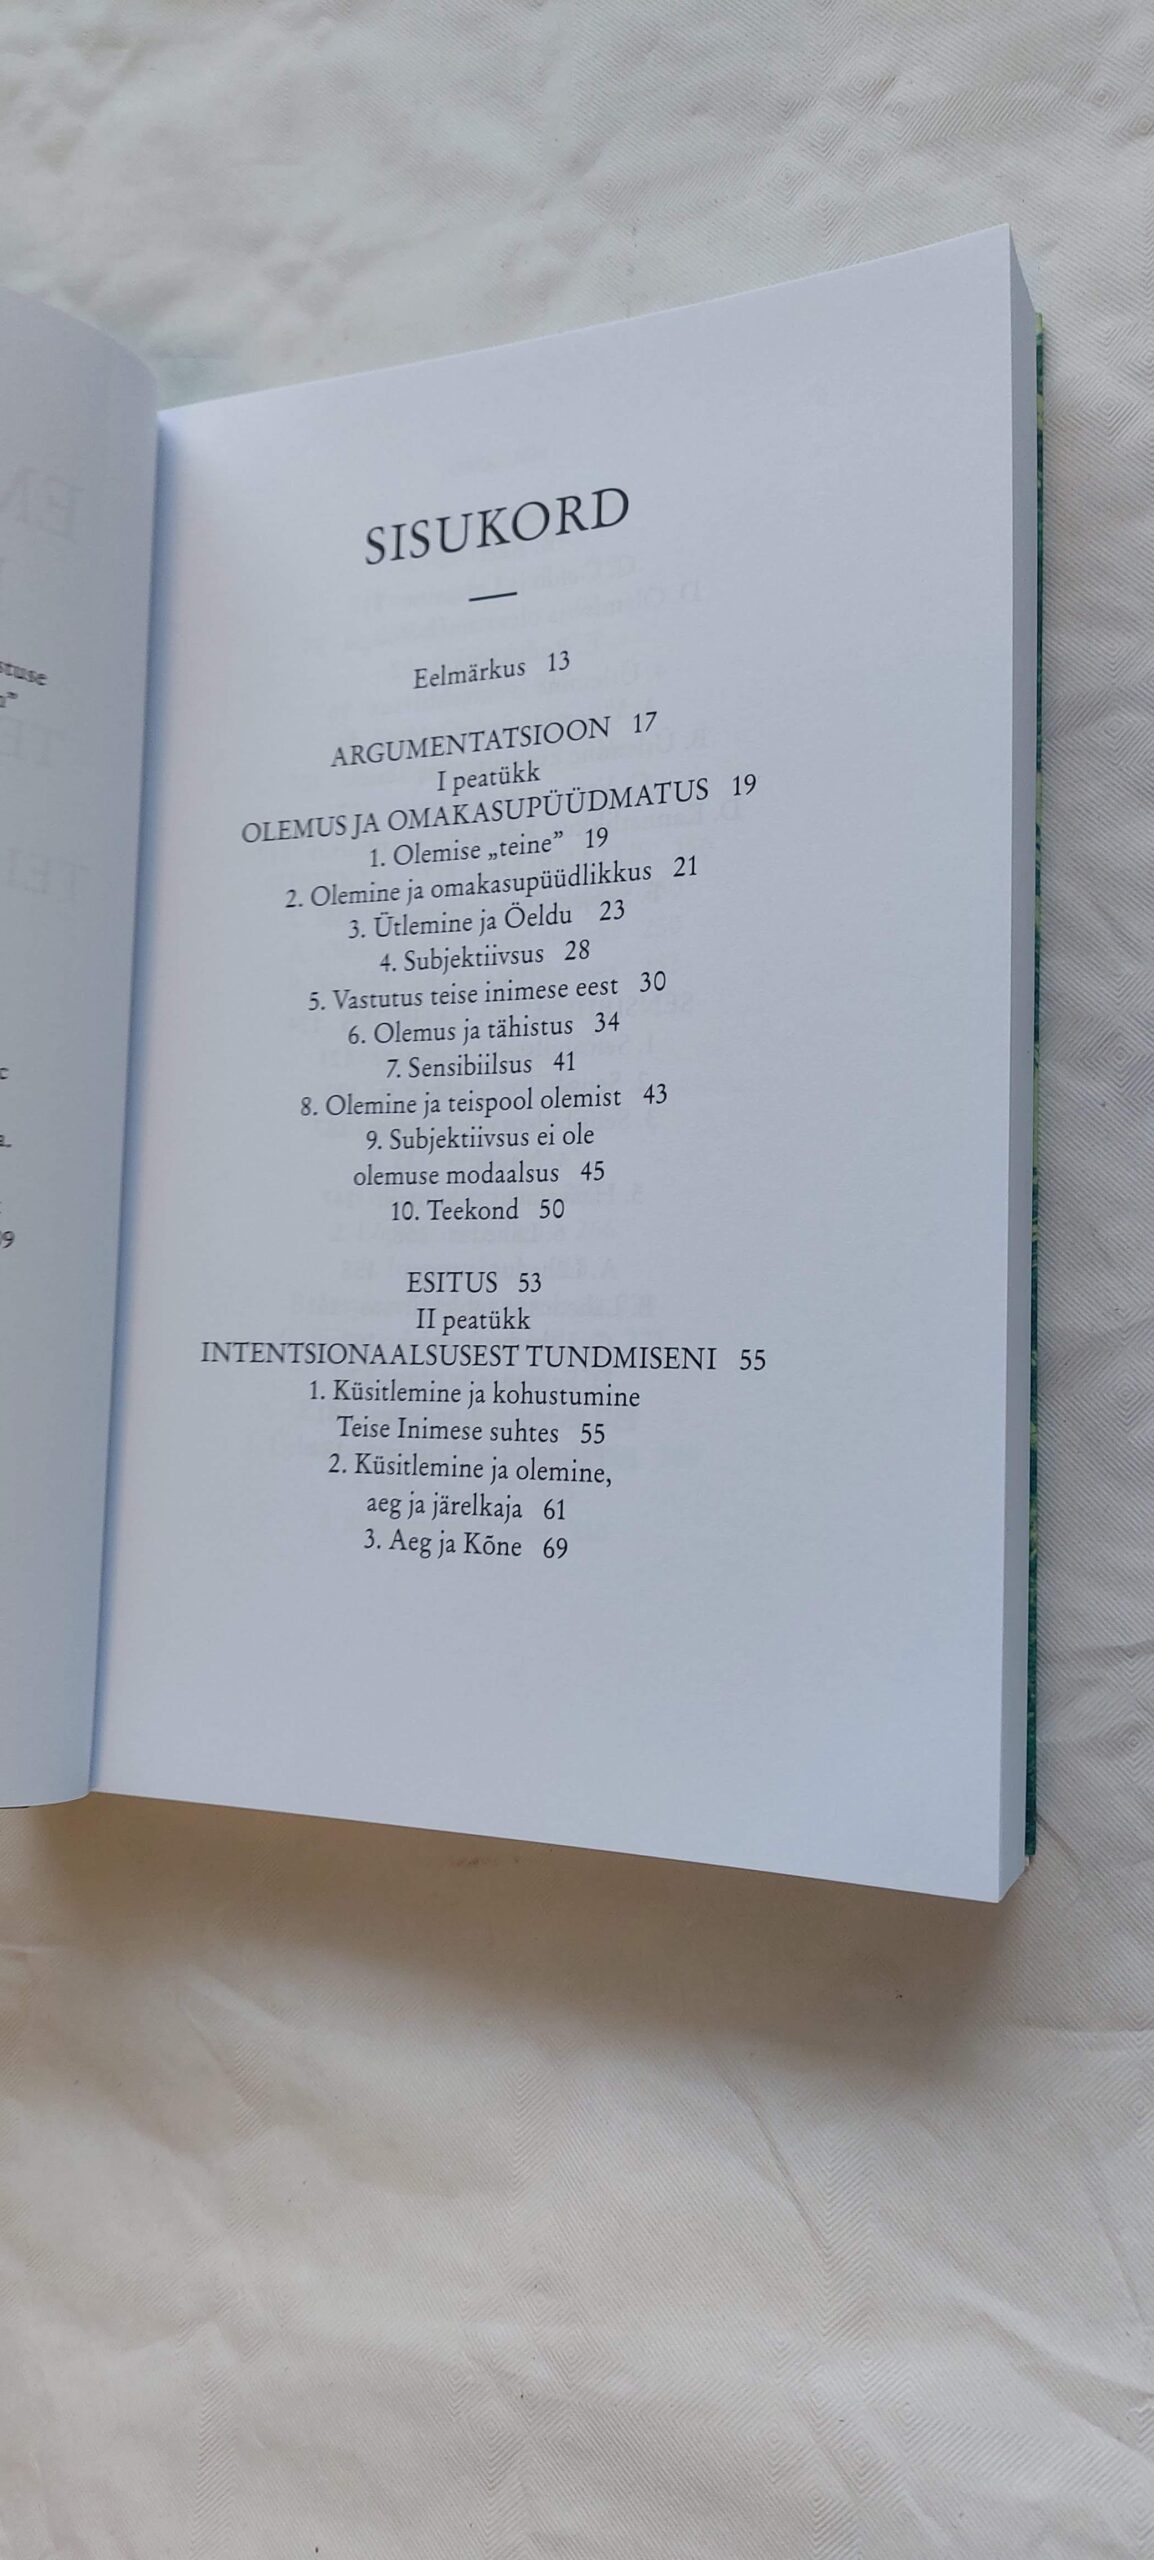 SISUKORD
Eelmärkus 13
ARGUMENTATSIOON 17
I peatükk
OLEMUS JA OMAKASUPÜÜDMATUS 19
1. Olemise „teine” 19
2. Olemine ja omakasupüüdlikkus 21
3. Ütlemine ja Öeldu 23
4. Subjektiivsus 28
5. Vastutus teise inimese eest 30
6. Olemus ja tähistus 34
7. Sensibiilsus 41
8. Olemine ja teispool olemist 43
9. Subjektiivsus ei ole
olemuse modaalsus 45
10. Teekond 50
ESITUS 53
II peatükk
INTENTSIONAALSUSEST TUNDMISENI 55
1. Küsitlemine ja kohustumine
Teise Inimese suhtes 55
2. Küsitlemine ja olemine,
aeg ja järelkaja 61
3. Aeg ja Kõne 69